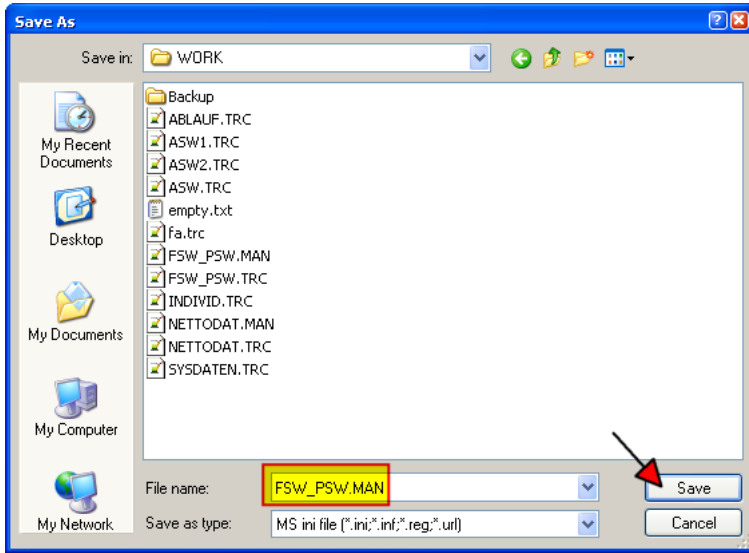 Save As
Save in:
WORK
My Recent
Documents
Desktop
My Documents
My Computer
My Network
Backup
ABLAUF.TRC
ASW1.TRC
ASW2.TRC
ASW.TRC
empty.txt
fa.trc
FSW_PSW.MAN
FSW_PSW.TRC
INDIVID.TRC
NETTODAT.MAN
NETTODAT.TRC
SYSDATEN.TRC
File name:
FSW_PSW.MAN
Save
Save as type:
MS ini file (*.ini;*.inf;*.reg;*.url)
Cancel